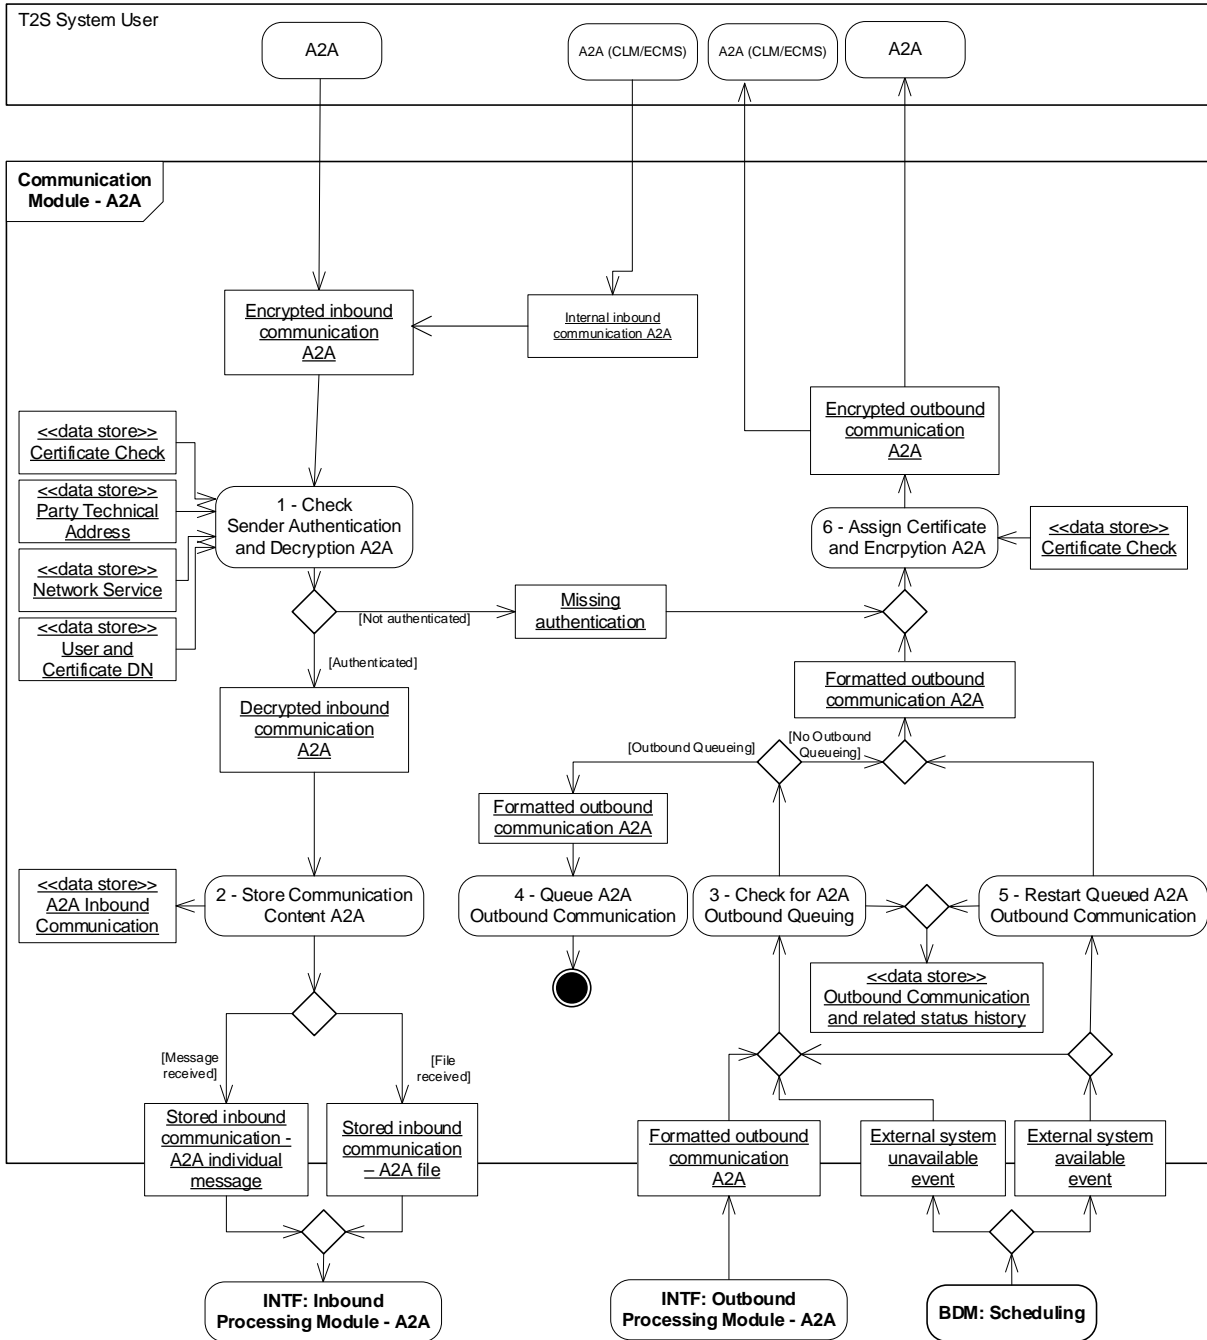 T2S System User
A2A
A2A (CLM/ECMS)
A2A (CLM/ECMS)
A2A
Communication
Module - A2A
Encrypted inbound
communication
A2A
Internal inbound
communication A2A
Encrypted outbound
communication
A2A
<<data store>>
Certificate Check
<<data store>>
Party Technical
Address
<<data store>>
Network Service
<<data store>>
User and
Certificate DN
1 - Check
Sender Authentication
and Decryption A2A
6 - Assign Certificate
and Encrpytion A2A
<<data store>>
Certificate Check
[Not authenticated]
Missing
authentication
[Authenticated]
Formatted outbound
communication A2A
Decrypted inbound
communication
A2A
[Outbound Queueing]
[No Outbound
Queueing]
Formatted outbound
communication A2A
<<data store>>
A2A Inbound
Communication
2 - Store Communication
Content A2A
4 - Queue A2A
Outbound Communication
3 - Check for A2A
Outbound Queuing
5 - Restart Queued A2A
Outbound Communication
<<data store>>
Outbound Communication
and related status history
[Message
received]
[File
received]
Stored inbound
communication -
A2A individual
message
Stored inbound
communication
– A2A file
Formatted outbound
communication
A2A
External system
unavailable
event
External system
available
event
INTF: Inbound
Processing Module - A2A
INTF: Outbound
Processing Module - A2A
BDM: Scheduling